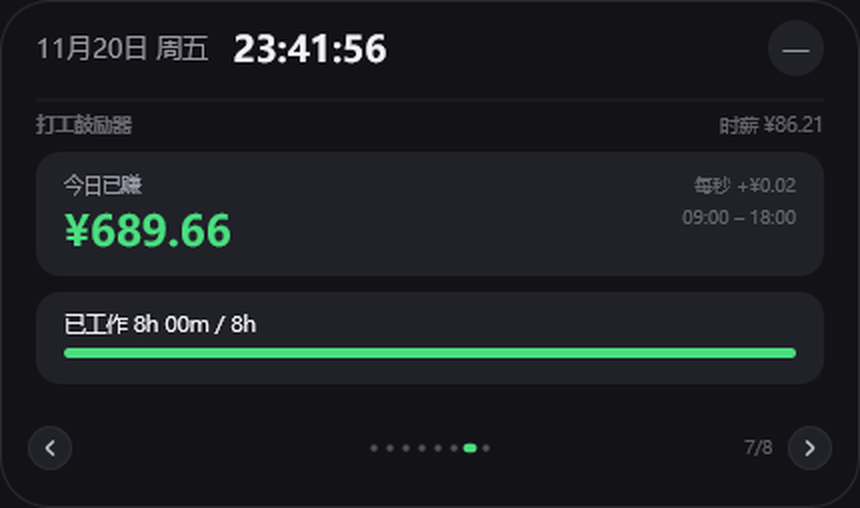 11月20日 周五 23:41:56
打工鼓励器 时薪 ¥86.21
今日已赚 每秒 +¥0.02
¥689.66 09:00 – 18:00
已工作 8h 00m / 8h
7/8